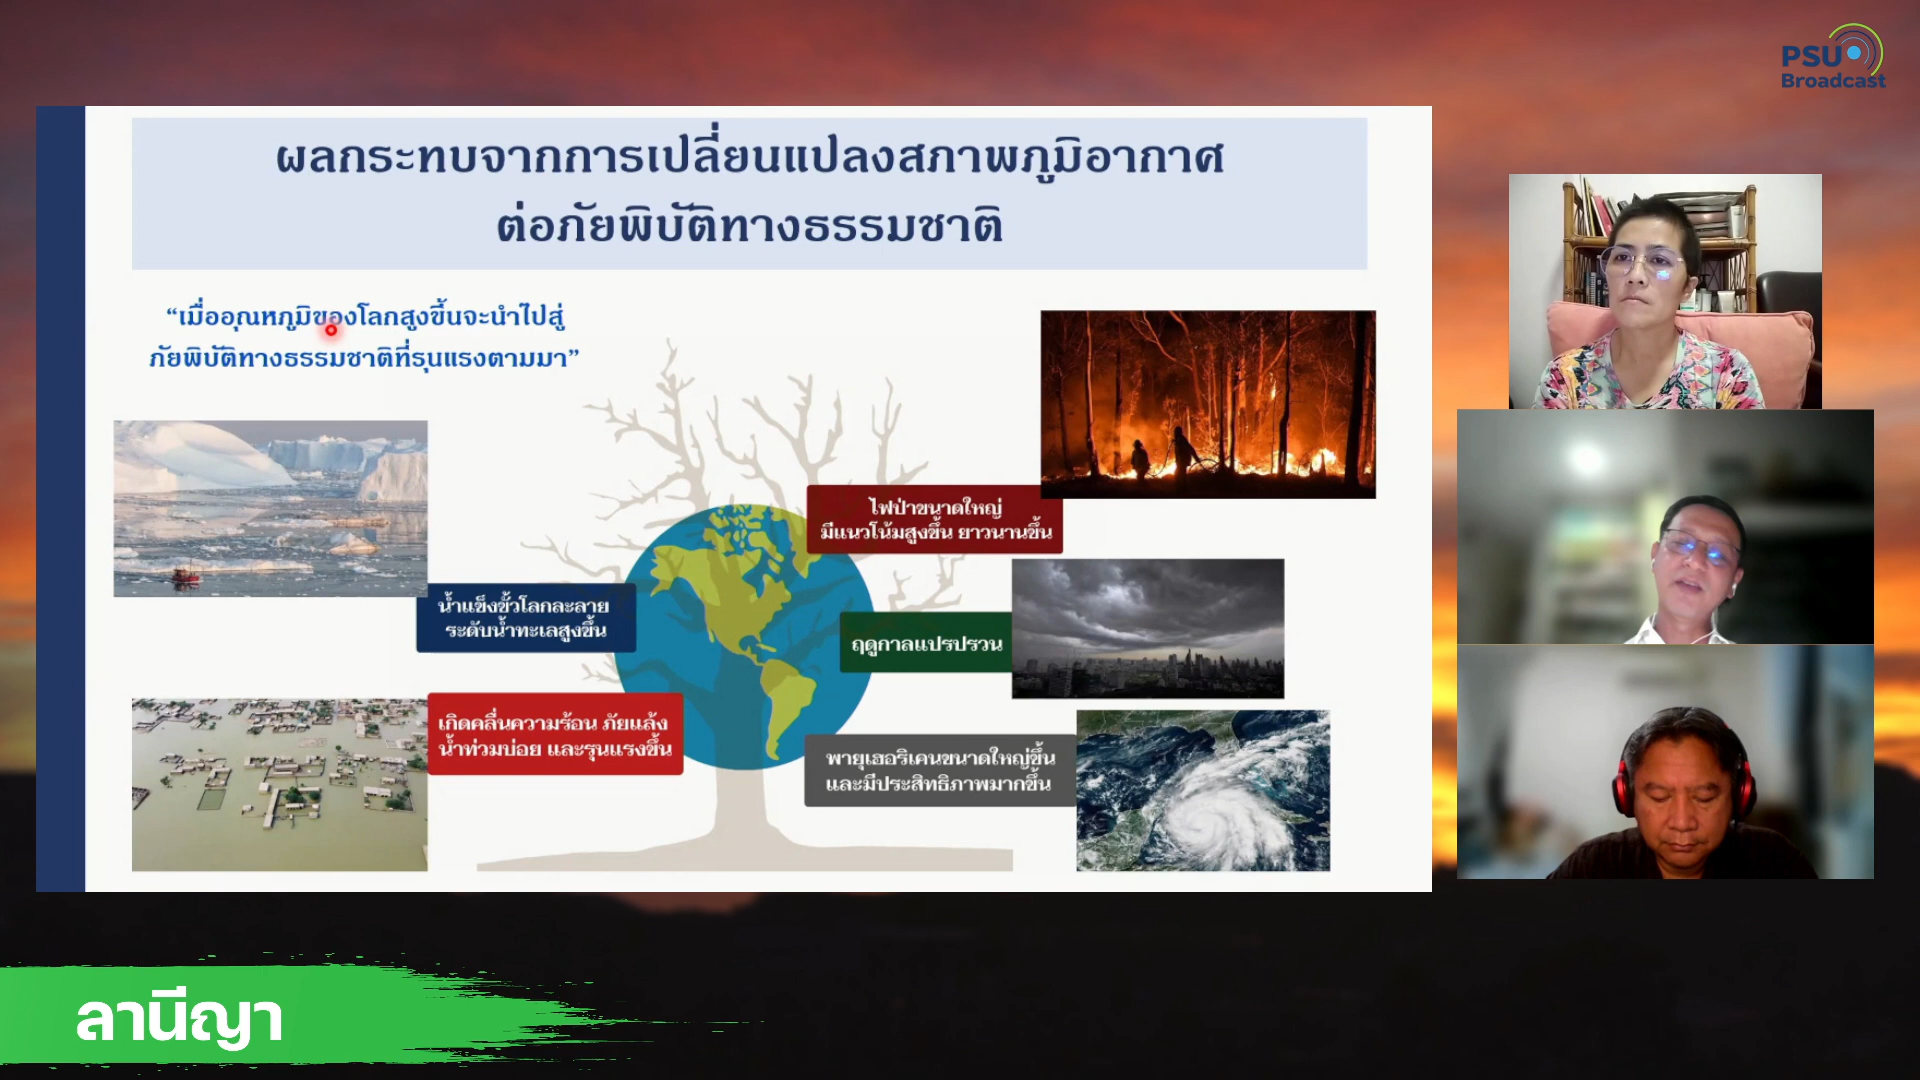 PSU
Broadcast
ผลกระทบจากการเปลี่ยนแปลงสภาพภูมิอากาศ
ต่อภัยพิบัติทางธรรมชาติ
“เมื่ออุณหภูมิของโลกสูงขึ้นจะนำไปสู่
ภัยพิบัติทางธรรมชาติที่รุนแรงตามมา”
ไฟป่าขนาดใหญ่
มีแนวโน้มสูงขึ้น ยาวนานขึ้น
น้ำแข็งขั้วโลกละลาย
ระดับน้ำทะเลสูงขึ้น
ฤดูกาลแปรปรวน
เกิดคลื่นความร้อน ภัยแล้ง
น้ำท่วมบ่อย และรุนแรงขึ้น
พายุเฮอริเคนขนาดใหญ่ขึ้น
และมีประสิทธิภาพมากขึ้น
ลานีญา